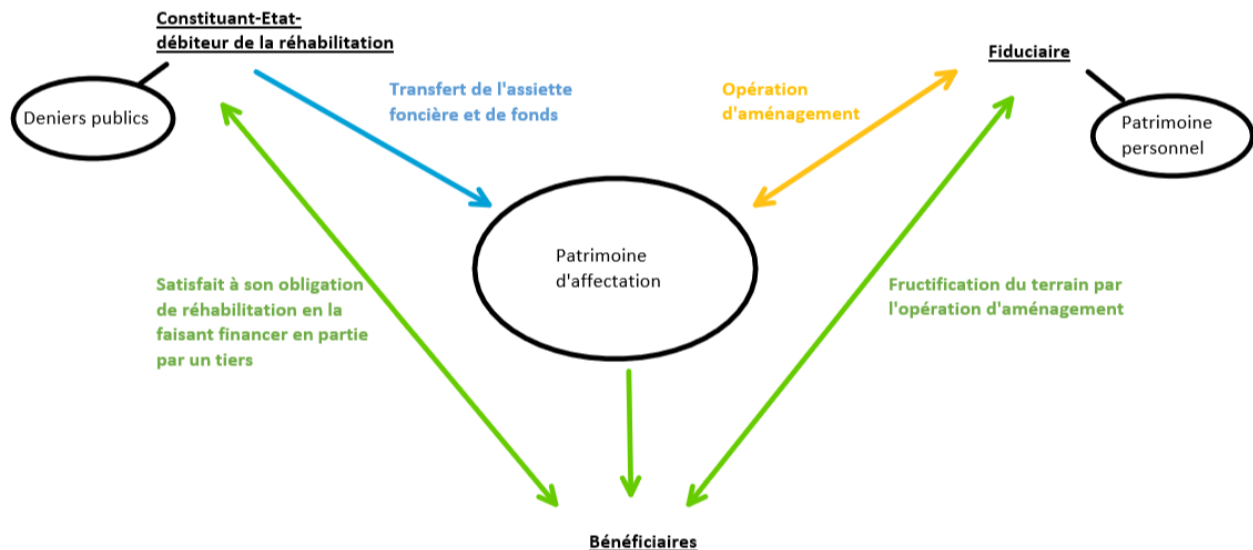 Constituant-Etat-
débiteur de la réhabilitation
Fiduciaire
Deniers publics
Transfert de l'assiette
foncière et de fonds
Opération
d'aménagement
Patrimoine
personnel
Patrimoine
d'affectation
Satisfait à son obligation
de réhabilitation en la
faisant financer en partie
par un tiers
Fructification du terrain par
l'opération d'aménagement
Bénéficiaires